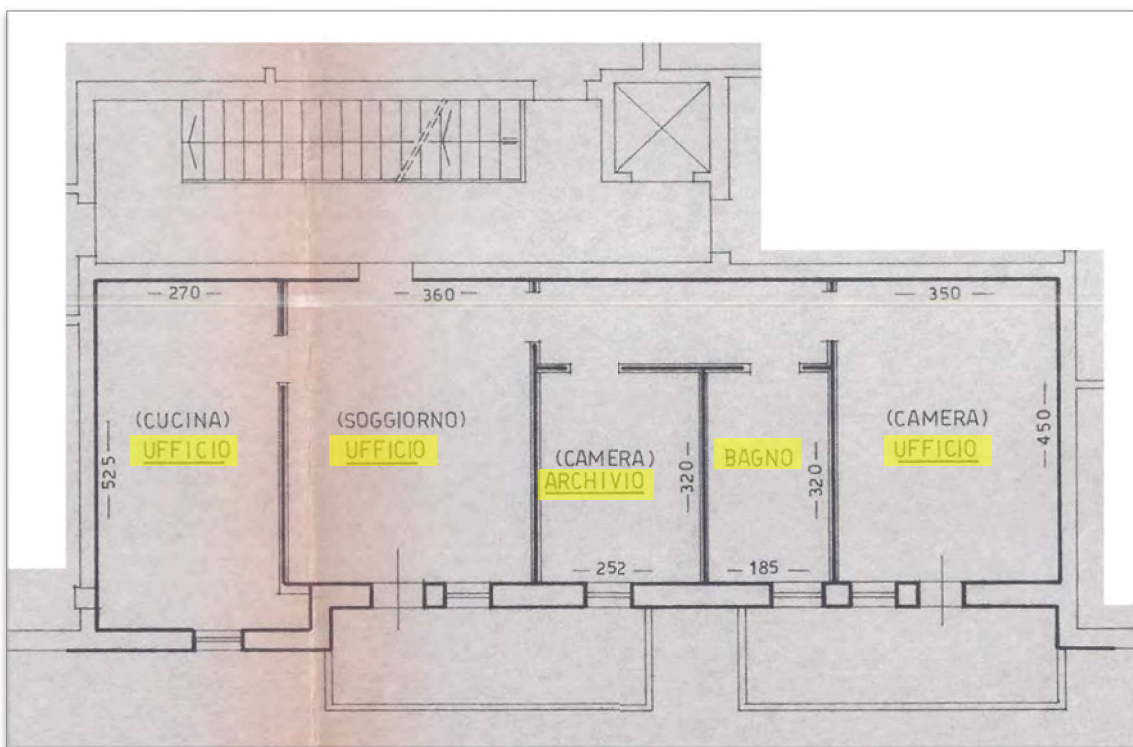 270
360
350
(CUCINA)
UFFICIO
525
(SOGGIORNO)
UFFICIO
(CAMERA)
ARCHIVIO
320
BAGNO
320
(CAMERA)
UFFICIO
450
252
185